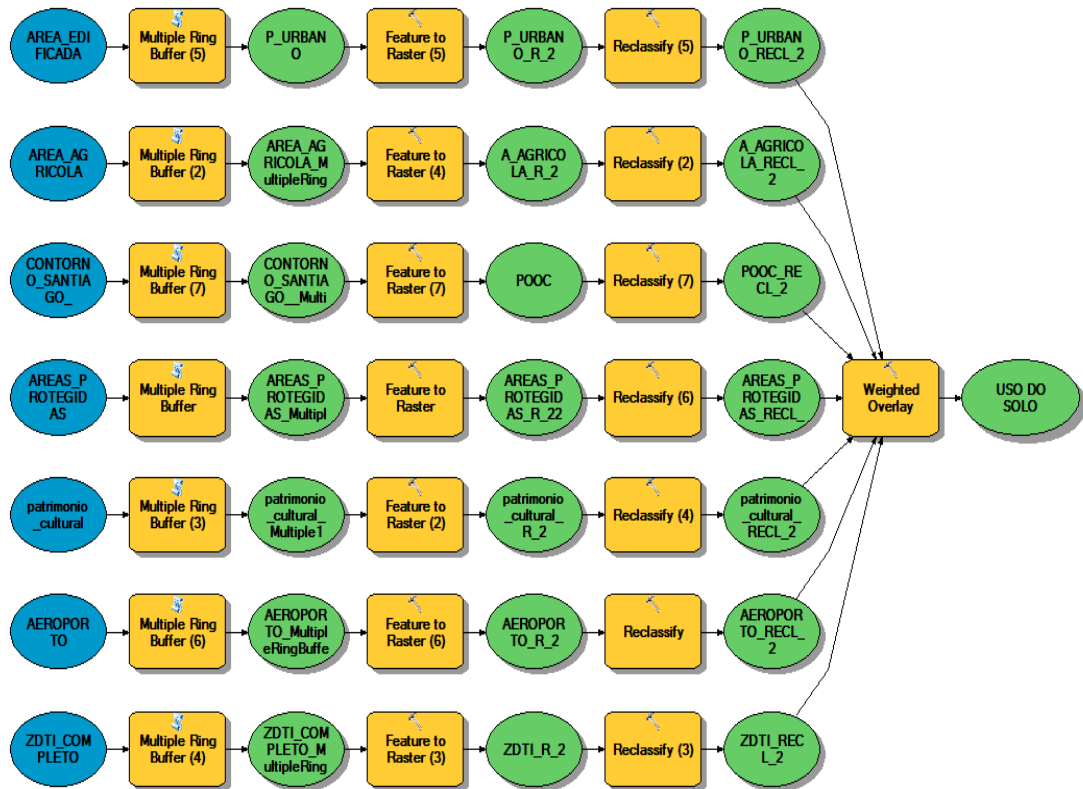 AREA_EDI
FICADA
Multiple Ring
Buffer (5)
P_URBAN
O
Feature to
Raster (5)
P_URBAN
O_R_2
Reclassify (5)
P_URBAN
O_RECL_2
AREA_AG
RICOLA
Multiple Ring
Buffer (2)
AREA_AG
RICOLA_M
ultipleRing
Feature to
Raster (4)
A_AGRICO
LA_R_2
Reclassify (2)
A_AGRICO
LA_RECL_
2
CONTORN
O_SANTIA
GO_
Multiple Ring
Buffer (7)
CONTORN
O_SANTIA
GO__Multi
Feature to
Raster (7)
POOC
Reclassify (7)
POOC_RE
CL_2
AREAS_P
ROTEGID
AS
Multiple Ring
Buffer
AREAS_P
ROTEGID
AS_Multipl
Feature to
Raster
AREAS_P
ROTEGID
AS_R_22
Reclassify (6)
AREAS_P
ROTEGID
AS_RECL_
Weighted
Overlay
USO DO
SOLO
patrimonio
_cultural
Multiple Ring
Buffer (3)
patrimonio
_cultural_
Multiple1
Feature to
Raster (2)
patrimonio
_cultural_
R_2
Reclassify (4)
patrimonio
_cultural_
RECL_2
AEROPOR
TO
Multiple Ring
Buffer (6)
AEROPOR
TO_Multipl
eRingBuffe
Feature to
Raster (6)
AEROPOR
TO_R_2
Reclassify
AEROPOR
TO_RECL_
2
ZDTI_COM
PLETO
Multiple Ring
Buffer (4)
ZDTI_COM
PLETO_M
ultipleRing
Feature to
Raster (3)
ZDTI_R_2
Reclassify (3)
ZDTI_REC
L_2